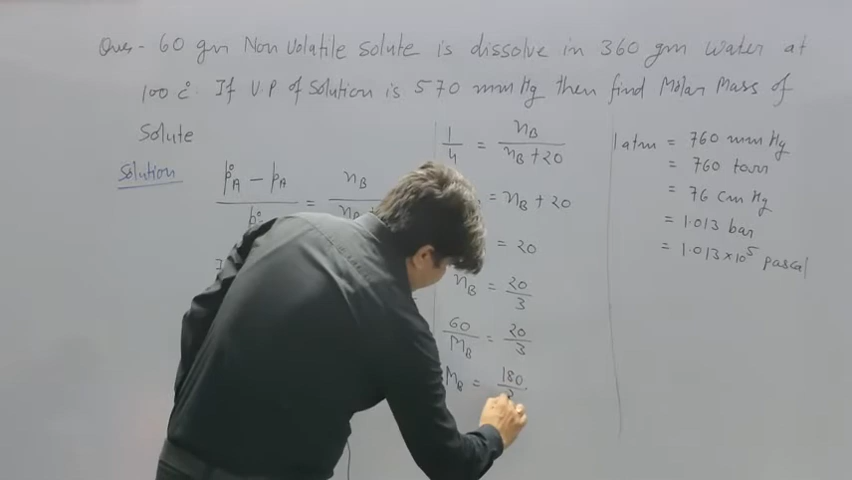 Ques- 60 gm Non volatile solute is dissolve in 360 gm water at
100 c°. If V.P of solution is 570 mm Hg then find Molar Mass of
Solute
Solution
p°A - pA / p° = nB / nB +
1/4 = nB / nB + 20
= nB + 20
= 20
nB = 20/3
60/MB = 20/3
MB = 180/
1 atm = 760 mm Hg
= 760 torr
= 76 cm Hg
= 1.013 bar
= 1.013 × 10⁵ pascal